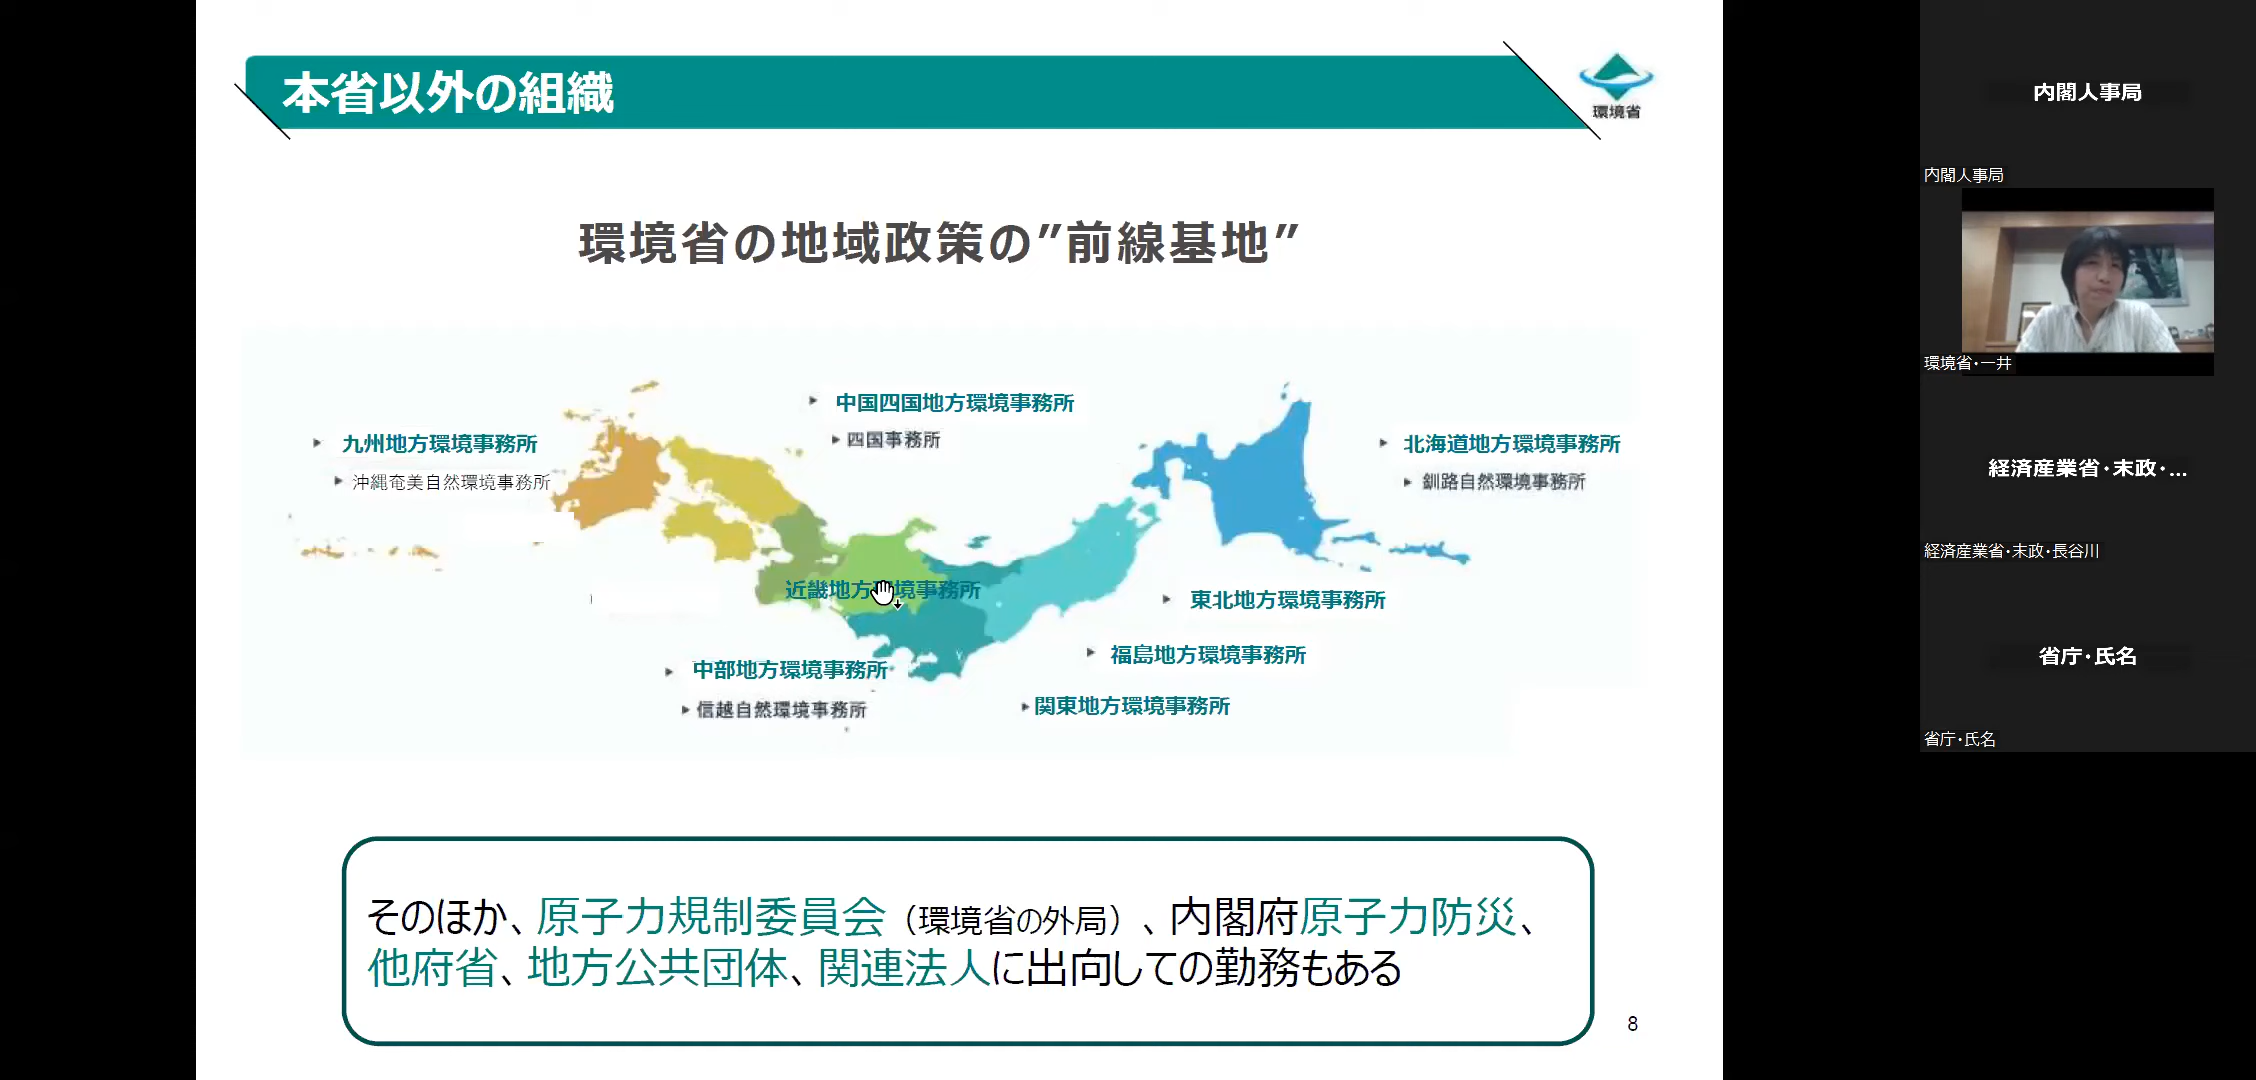 本省以外の組織
環境省
環境省の地域政策の”前線基地”
中国四国地方環境事務所
四国事務所
九州地方環境事務所
沖縄奄美自然環境事務所
北海道地方環境事務所
釧路自然環境事務所
近畿地方環境事務所
東北地方環境事務所
福島地方環境事務所
中部地方環境事務所
信越自然環境事務所
関東地方環境事務所
そのほか、原子力規制委員会（環境省の外局）、内閣府原子力防災、
他府省、地方公共団体、関連法人に出向しての勤務もある
8
内閣人事局
内閣人事局
環境省・一井
経済産業省・末政・...
経済産業省・末政・長谷川
省庁・氏名
省庁・氏名